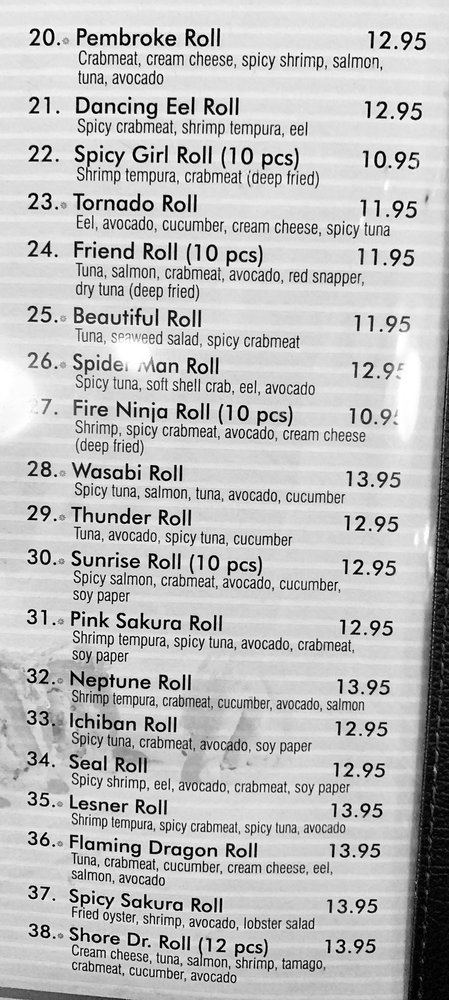 20. Pembroke Roll 12.95
Crabmeat, cream cheese, spicy shrimp, salmon,
tuna, avocado
21. Dancing Eel Roll 12.95
Spicy crabmeat, shrimp tempura, eel
22. Spicy Girl Roll (10 pcs) 10.95
Shrimp tempura, crabmeat (deep fried)
23. Tornado Roll 11.95
Eel, avocado, cucumber, cream cheese, spicy tuna
24. Friend Roll (10 pcs) 11.95
Tuna, salmon, crabmeat, avocado, red snapper,
dry tuna (deep fried)
25. Beautiful Roll 11.95
Tuna, seaweed salad, spicy crabmeat
26. Spider Man Roll 12.95
Spicy tuna, soft shell crab, eel, avocado
27. Fire Ninja Roll (10 pcs) 10.95
Shrimp, spicy crabmeat, avocado, cream cheese
(deep fried)
28. Wasabi Roll 13.95
Spicy tuna, salmon, tuna, avocado, cucumber
29. Thunder Roll 12.95
Tuna, avocado, spicy tuna, cucumber
30. Sunrise Roll (10 pcs) 12.95
Spicy salmon, crabmeat, avocado, cucumber,
soy paper
31. Pink Sakura Roll 12.95
Shrimp tempura, spicy tuna, avocado, crabmeat,
soy paper
32. Neptune Roll 13.95
Shrimp tempura, crabmeat, cucumber, avocado, salmon
33. Ichiban Roll 12.95
Spicy tuna, crabmeat, avocado, soy paper
34. Seal Roll 12.95
Spicy shrimp, eel, avocado, crabmeat, soy paper
35. Lesner Roll 13.95
Shrimp tempura, spicy crabmeat, spicy tuna, avocado
36. Flaming Dragon Roll 13.95
Tuna, crabmeat, cucumber, cream cheese, eel,
salmon, avocado
37. Spicy Sakura Roll 13.95
Fried oyster, shrimp, avocado, lobster salad
38. Shore Dr. Roll (12 pcs) 13.95
Cream cheese, tuna, salmon, shrimp, tamago,
crabmeat, cucumber, avocado